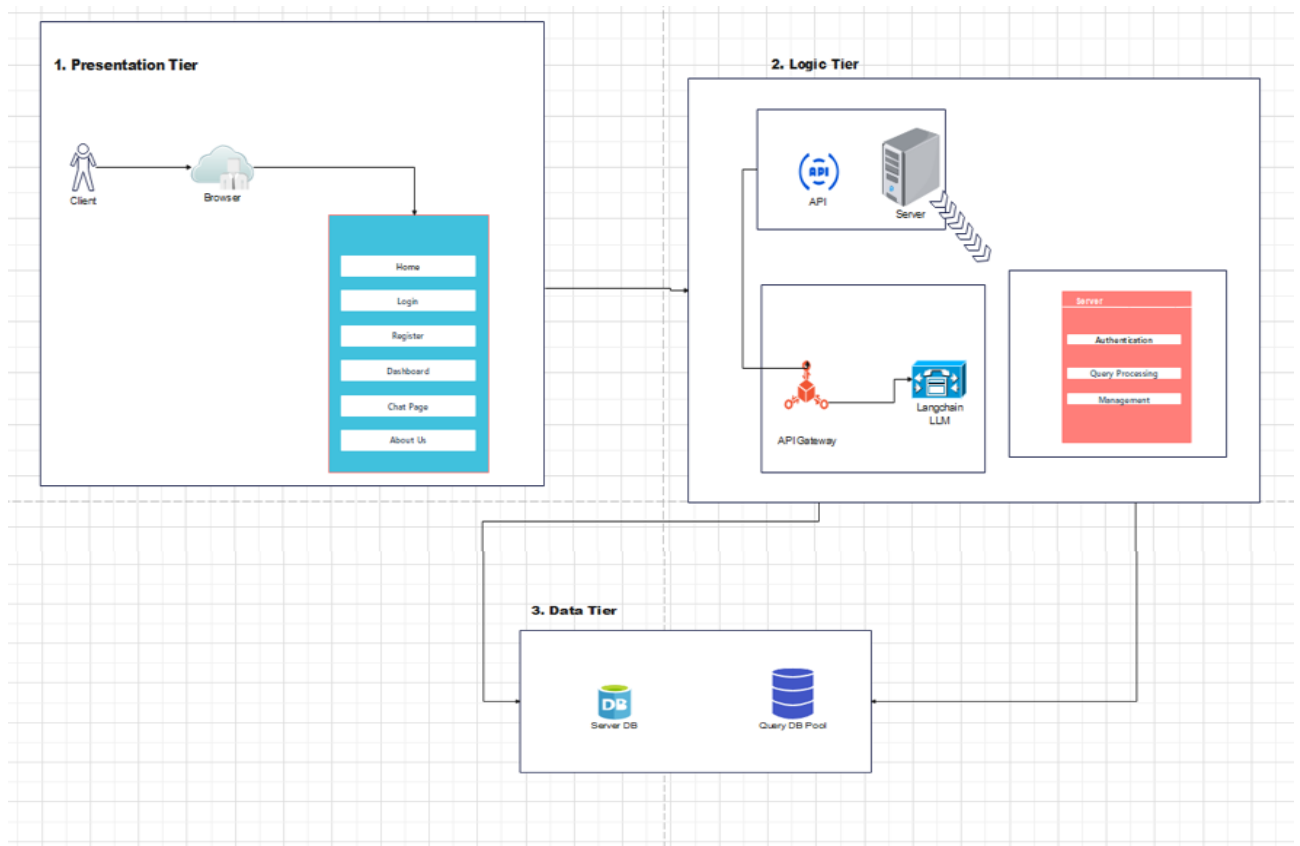 1. Presentation Tier
Client
Browser
Home
Login
Register
Dashboard
Chat Page
About Us
2. Logic Tier
API
API
Server
API Gateway
Langchain
LLM
Server
Authentication
Query Processing
Management
3. Data Tier
DB
Server DB
Query DB Pool